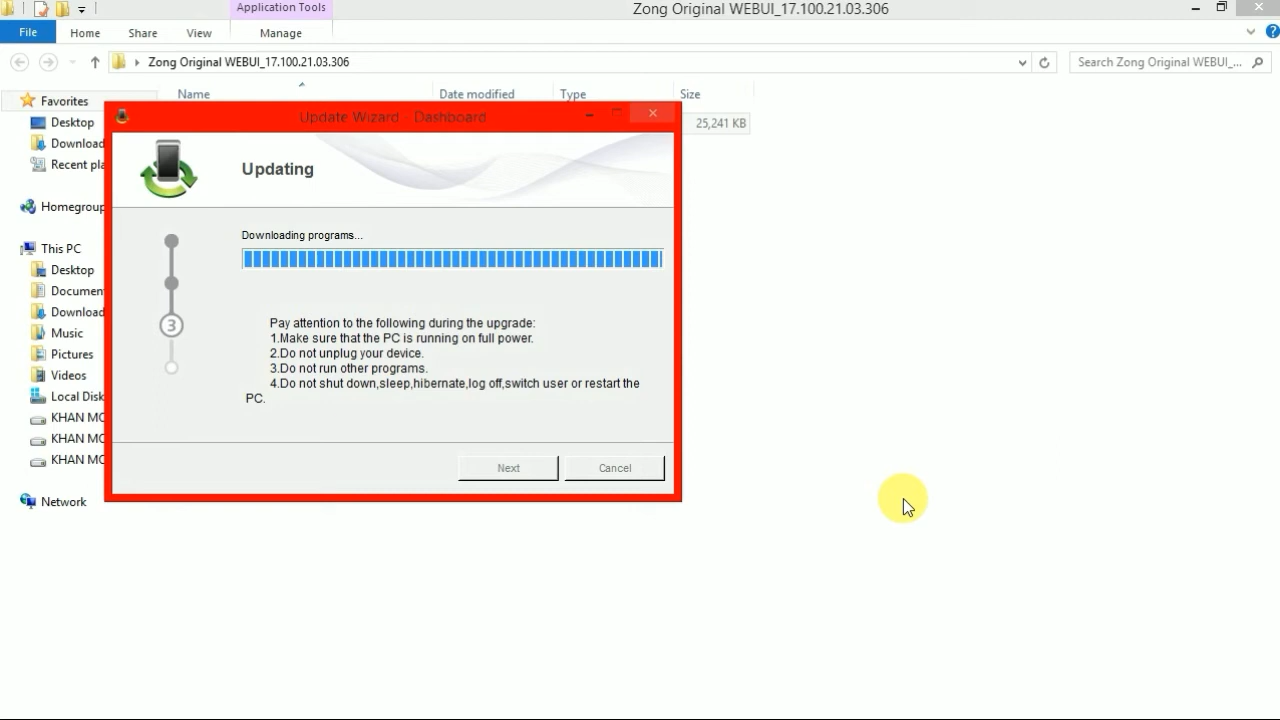 Application Tools
Zong Original WEBUI_17.100.21.03.306
File
Home
Share
View
Manage
Zong Original WEBUI_17.100.21.03.306
Search Zong Original WEBUI_...
Name
Date modified
Type
Size
25,241 KB
Favorites
Desktop
Download
Recent pla
Homegroup
This PC
Desktop
Documen
Download
Music
Pictures
Videos
Local Disk
KHAN MO
KHAN MO
KHAN MO
Network
Update Wizard - Dashboard
Updating
Downloading programs...
3
Pay attention to the following during the upgrade:
1.Make sure that the PC is running on full power.
2.Do not unplug your device.
3.Do not run other programs.
4.Do not shut down,sleep,hibernate,log off,switch user or restart the
PC.
Next
Cancel